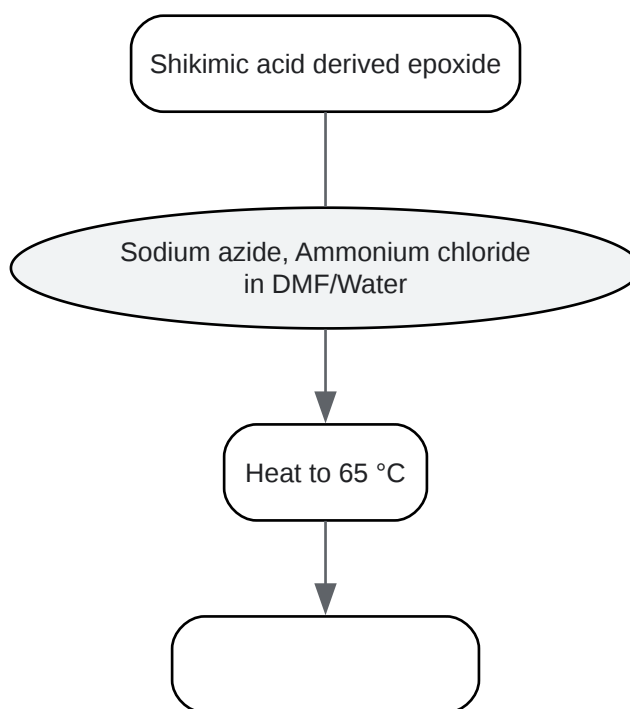 Shikimic acid derived epoxide
Sodium azide, Ammonium chloride
in DMF/Water
Heat to 65 °C